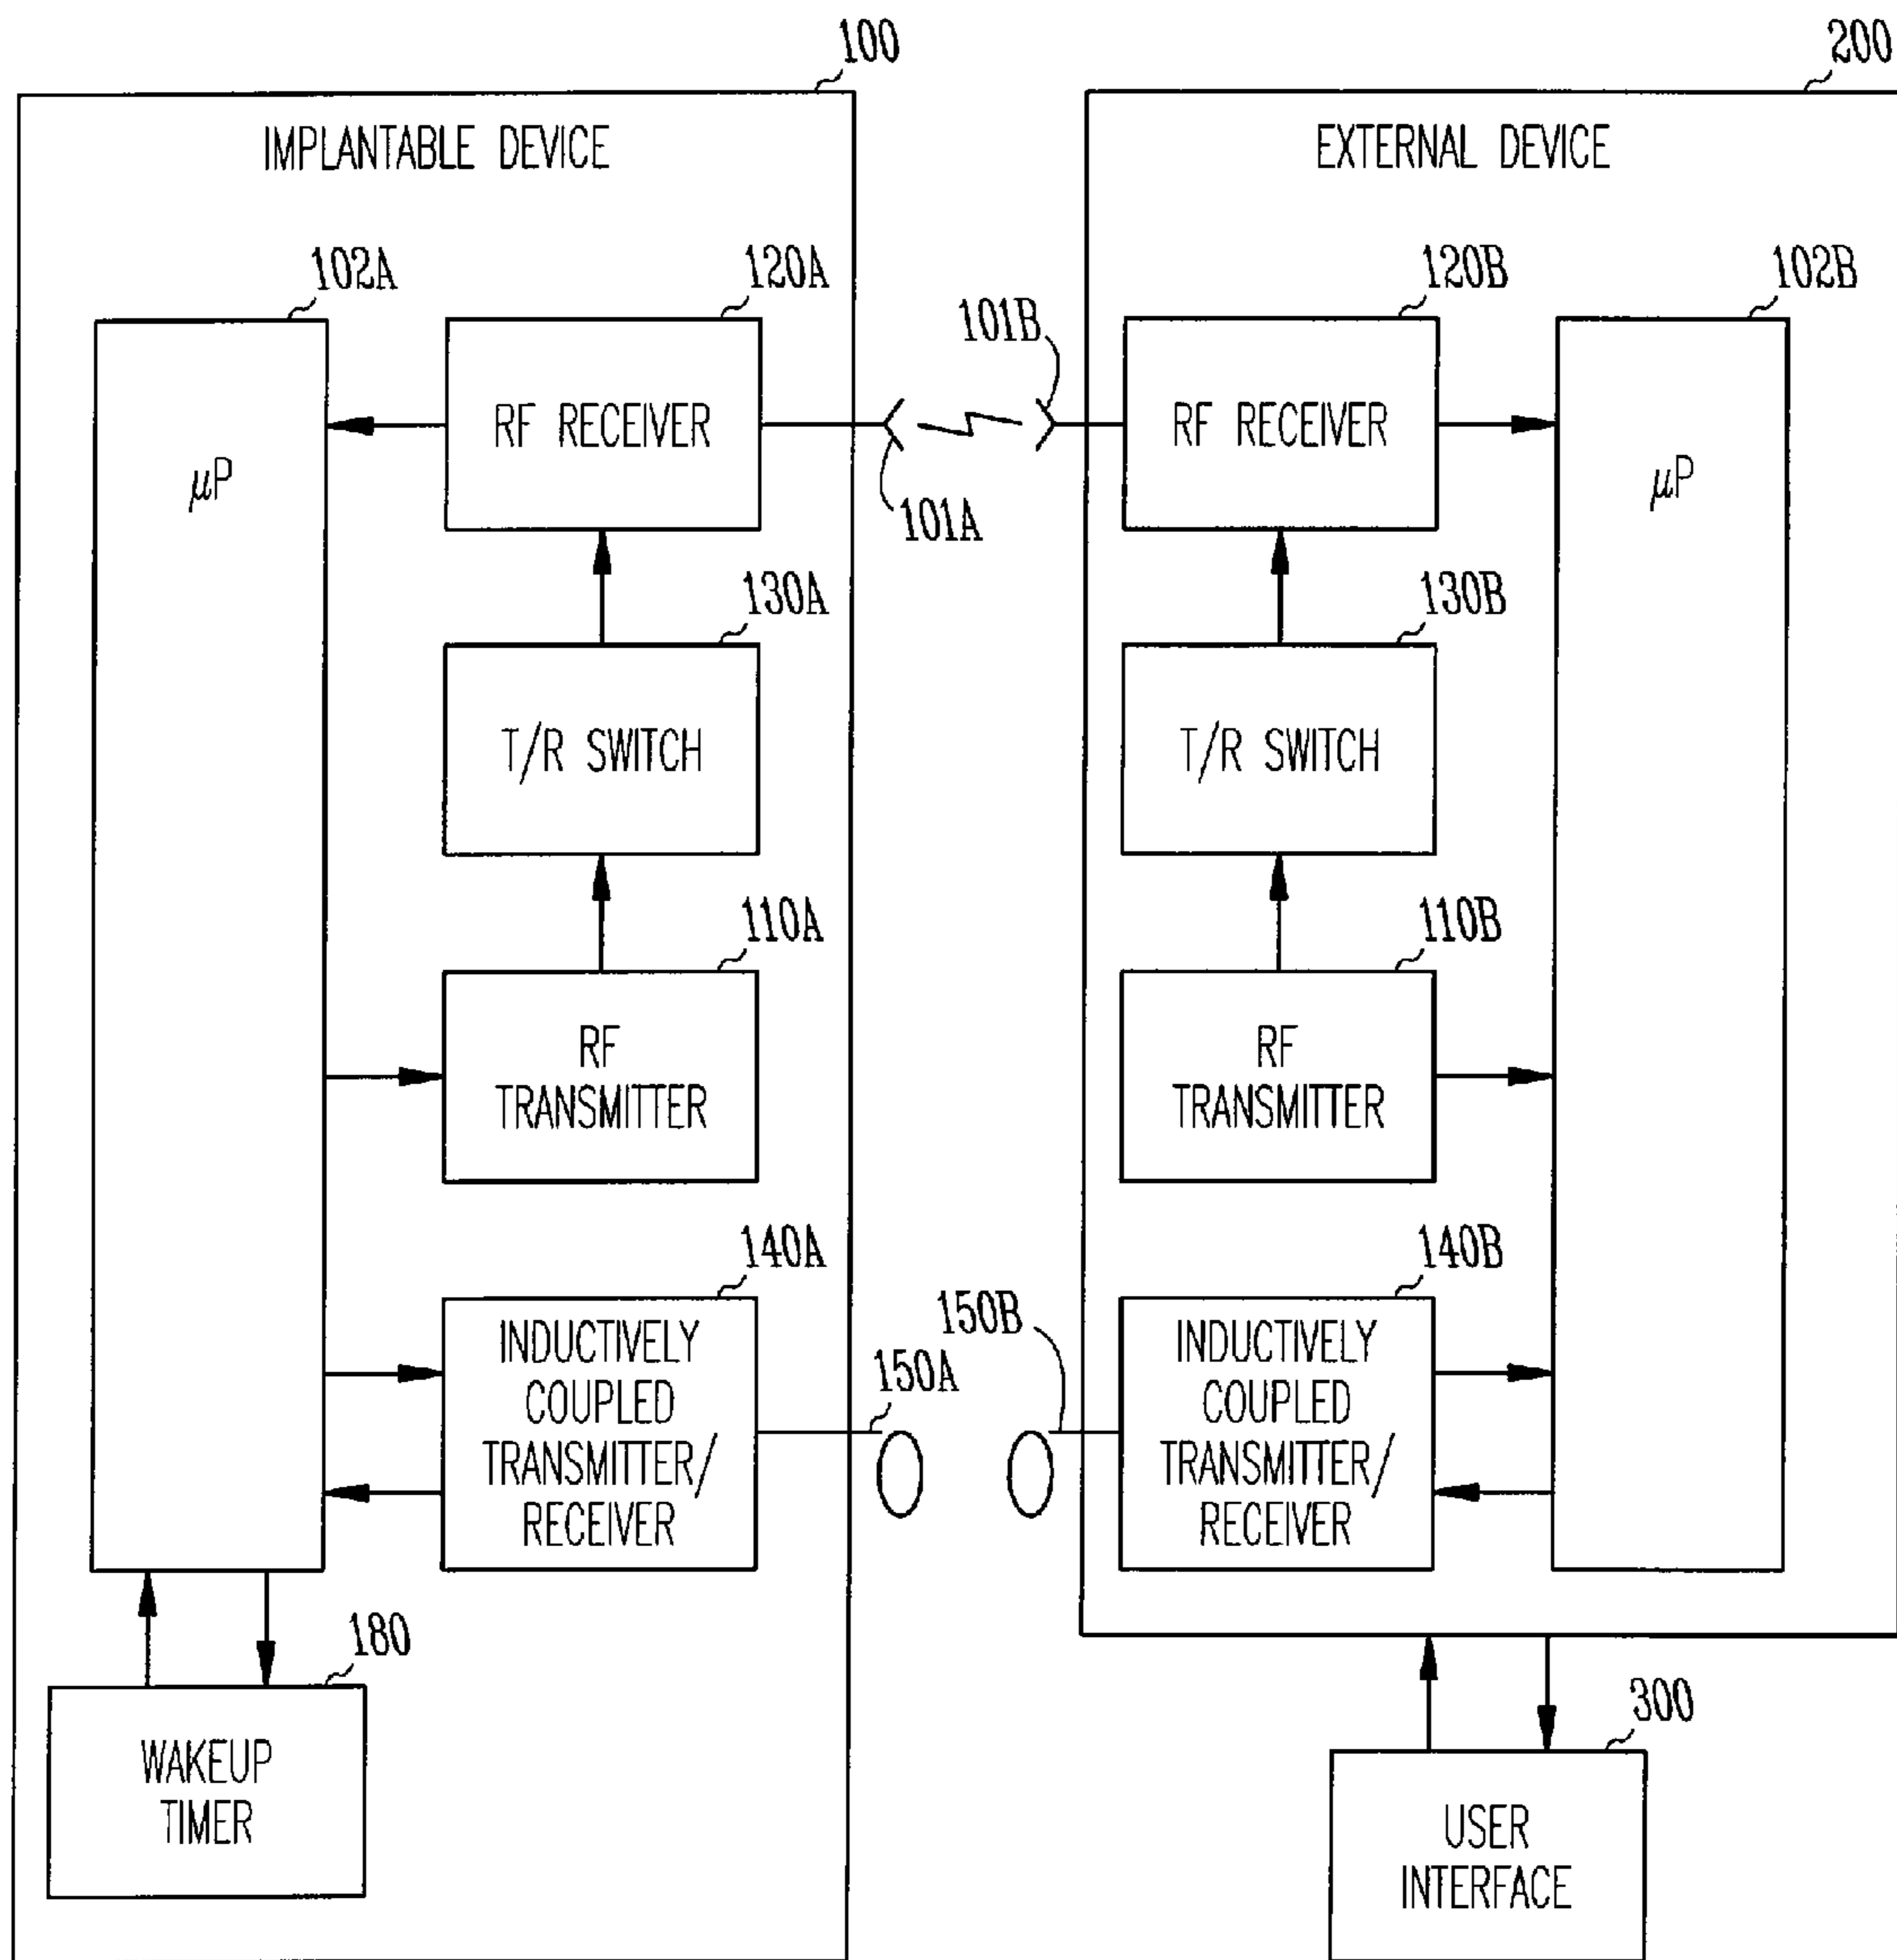 100
200
IMPLANTABLE DEVICE
EXTERNAL DEVICE
102A
120A
101B
120B
102B
μP
RF RECEIVER
RF RECEIVER
μP
101A
130A
130B
T/R SWITCH
T/R SWITCH
110A
110B
RF
TRANSMITTER
RF
TRANSMITTER
140A
140B
INDUCTIVELY
COUPLED
TRANSMITTER/
RECEIVER
150A
150B
INDUCTIVELY
COUPLED
TRANSMITTER/
RECEIVER
180
WAKEUP
TIMER
300
USER
INTERFACE